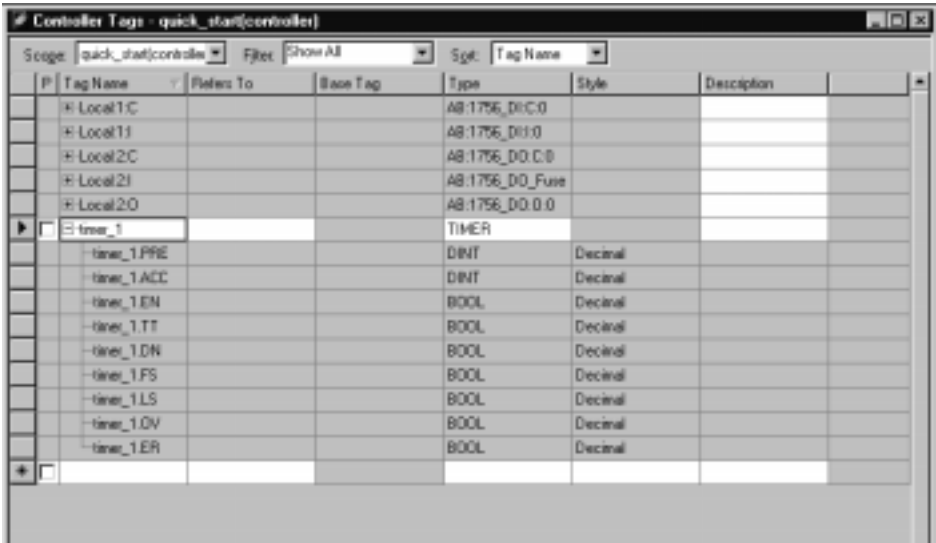 Controller Tags - quick_start(controller)
Scope: quick_start(controlle Filter: Show All Sort: Tag Name
P Tag Name Refers To Base Tag Type Style Description
Local:1:C AB:1756_DI:C:0
Local:1:I AB:1756_DI:I:0
Local:2:C AB:1756_DO:C:0
Local:2:I AB:1756_DO_Fuse
Local:2:O AB:1756_DO:O:0
timer_1 TIMER
timer_1.PRE DINT Decimal
timer_1.ACC DINT Decimal
timer_1.EN BOOL Decimal
timer_1.TT BOOL Decimal
timer_1.DN BOOL Decimal
timer_1.FS BOOL Decimal
timer_1.LS BOOL Decimal
timer_1.OV BOOL Decimal
timer_1.ER BOOL Decimal